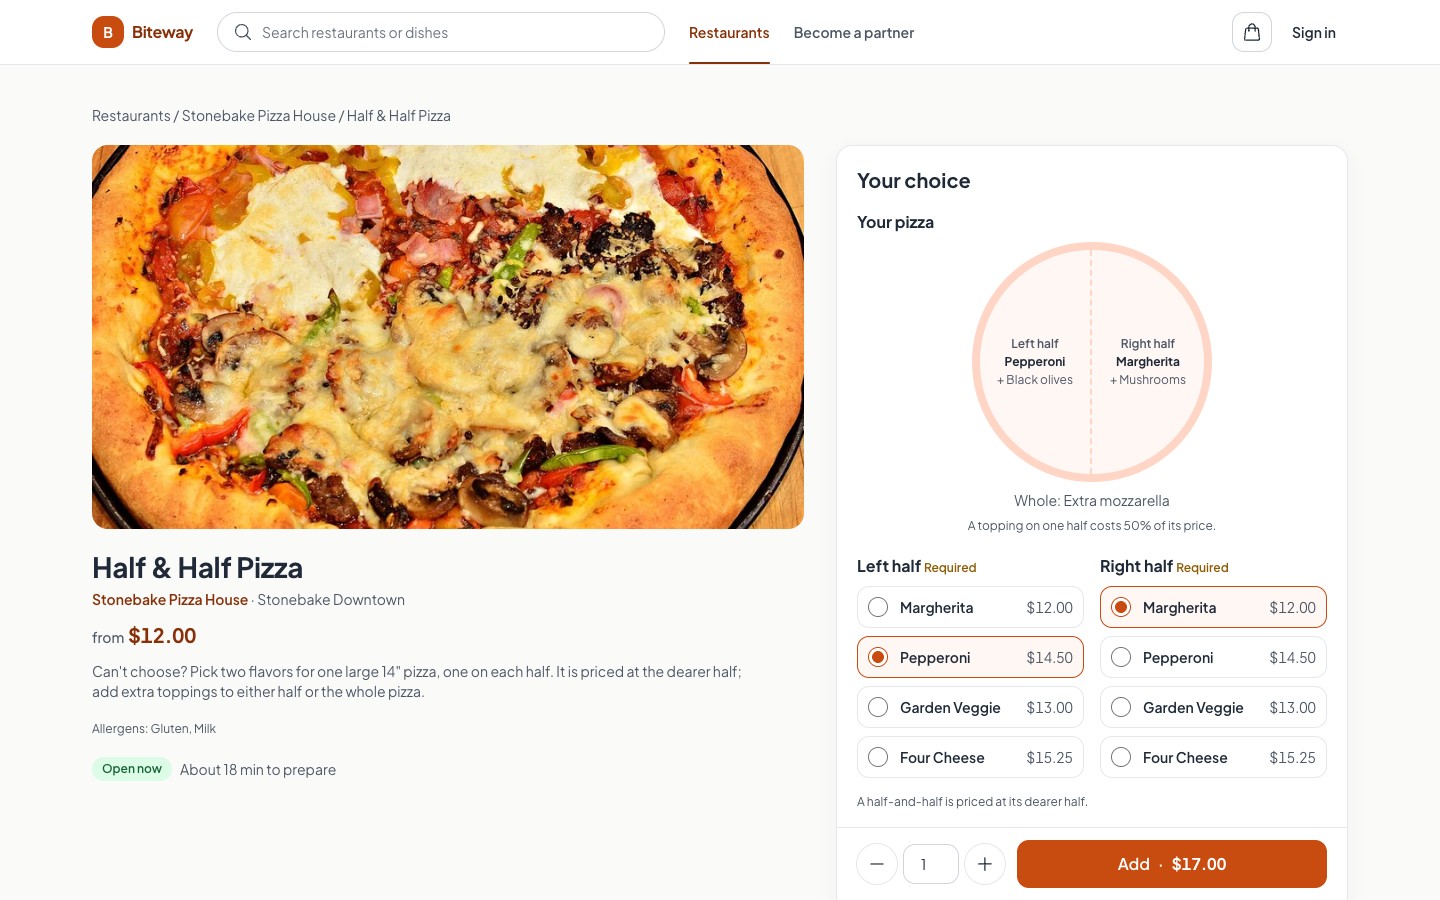 B Biteway Search restaurants or dishes Restaurants Become a partner Sign in
Restaurants / Stonebake Pizza House / Half & Half Pizza
Half & Half Pizza
Stonebake Pizza House · Stonebake Downtown
from $12.00
Can't choose? Pick two flavors for one large 14" pizza, one on each half. It is priced at the dearer half;
add extra toppings to either half or the whole pizza.
Allergens: Gluten, Milk
Open now About 18 min to prepare
Your choice
Your pizza
Left half
Pepperoni
+ Black olives
Right half
Margherita
+ Mushrooms
Whole: Extra mozzarella
A topping on one half costs 50% of its price.
Left half Required
Margherita $12.00
Pepperoni $14.50
Garden Veggie $13.00
Four Cheese $15.25
Right half Required
Margherita $12.00
Pepperoni $14.50
Garden Veggie $13.00
Four Cheese $15.25
A half-and-half is priced at its dearer half.
1
Add · $17.00